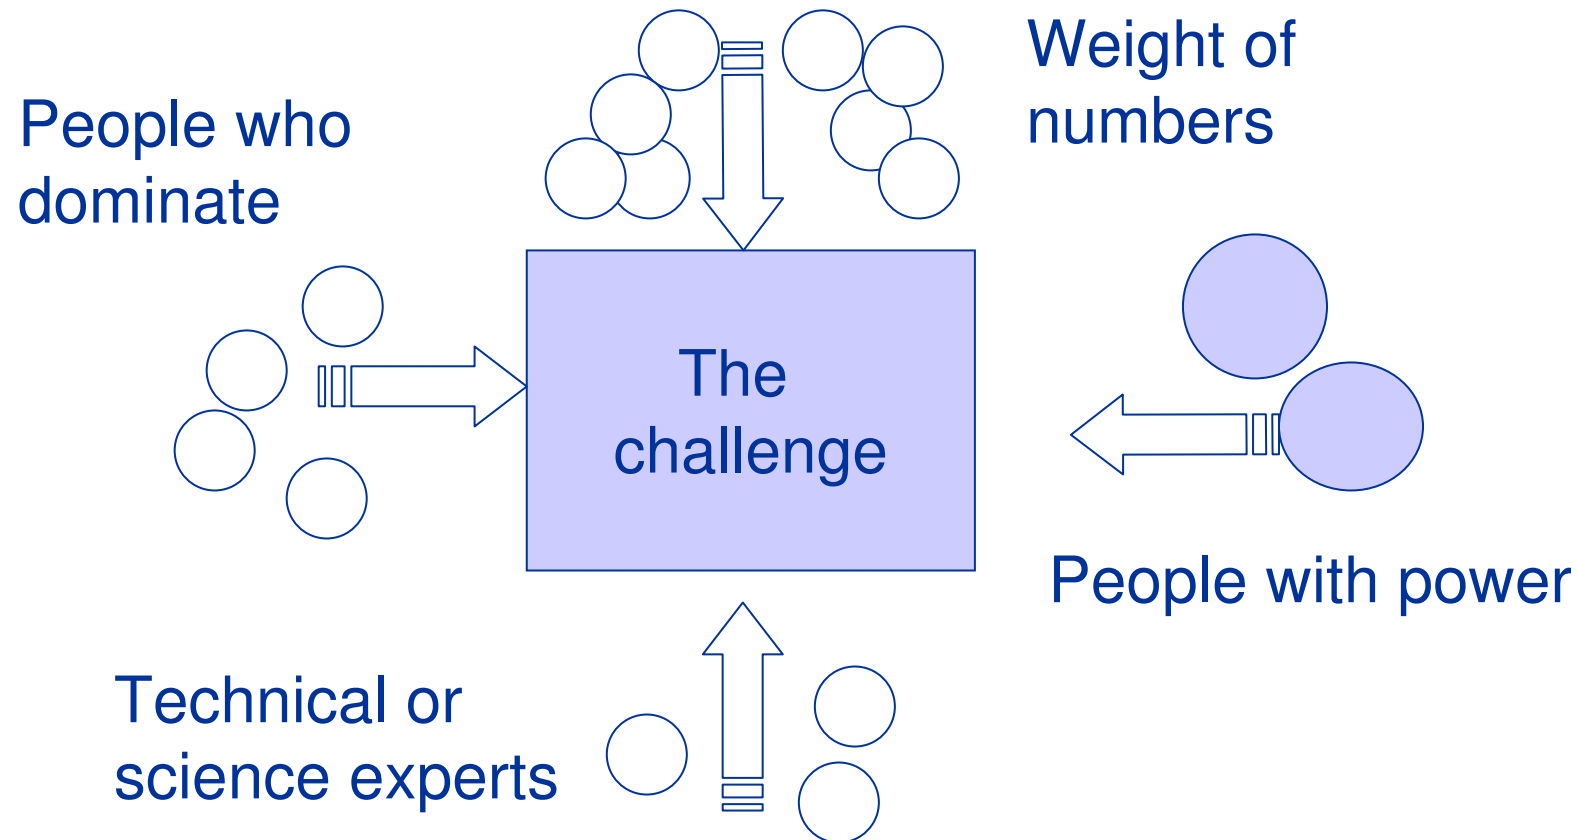 Weight of
numbers
People who
dominate
The
challenge
People with power
Technical or
science experts